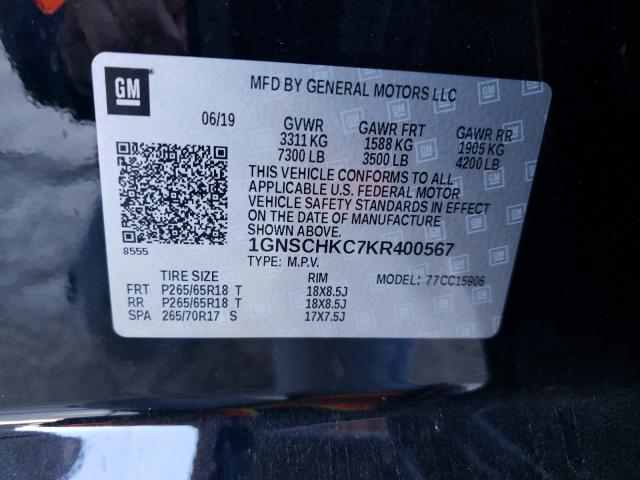 GM
MFD BY GENERAL MOTORS LLC
06/19 GVWR GAWR FRT GAWR RR
3311 KG 1588 KG 1905 KG
7300 LB 3500 LB 4200 LB
THIS VEHICLE CONFORMS TO ALL
APPLICABLE U.S. FEDERAL MOTOR
VEHICLE SAFETY STANDARDS IN EFFECT
ON THE DATE OF MANUFACTURE
SHOWN ABOVE.
8555
1GNSCHKC7KR400567
TYPE: M.P.V.
MODEL: 77CC15906
TIRE SIZE RIM
FRT P265/65R18 T 18X8.5J
RR P265/65R18 T 18X8.5J
SPA 265/70R17 S 17X7.5J